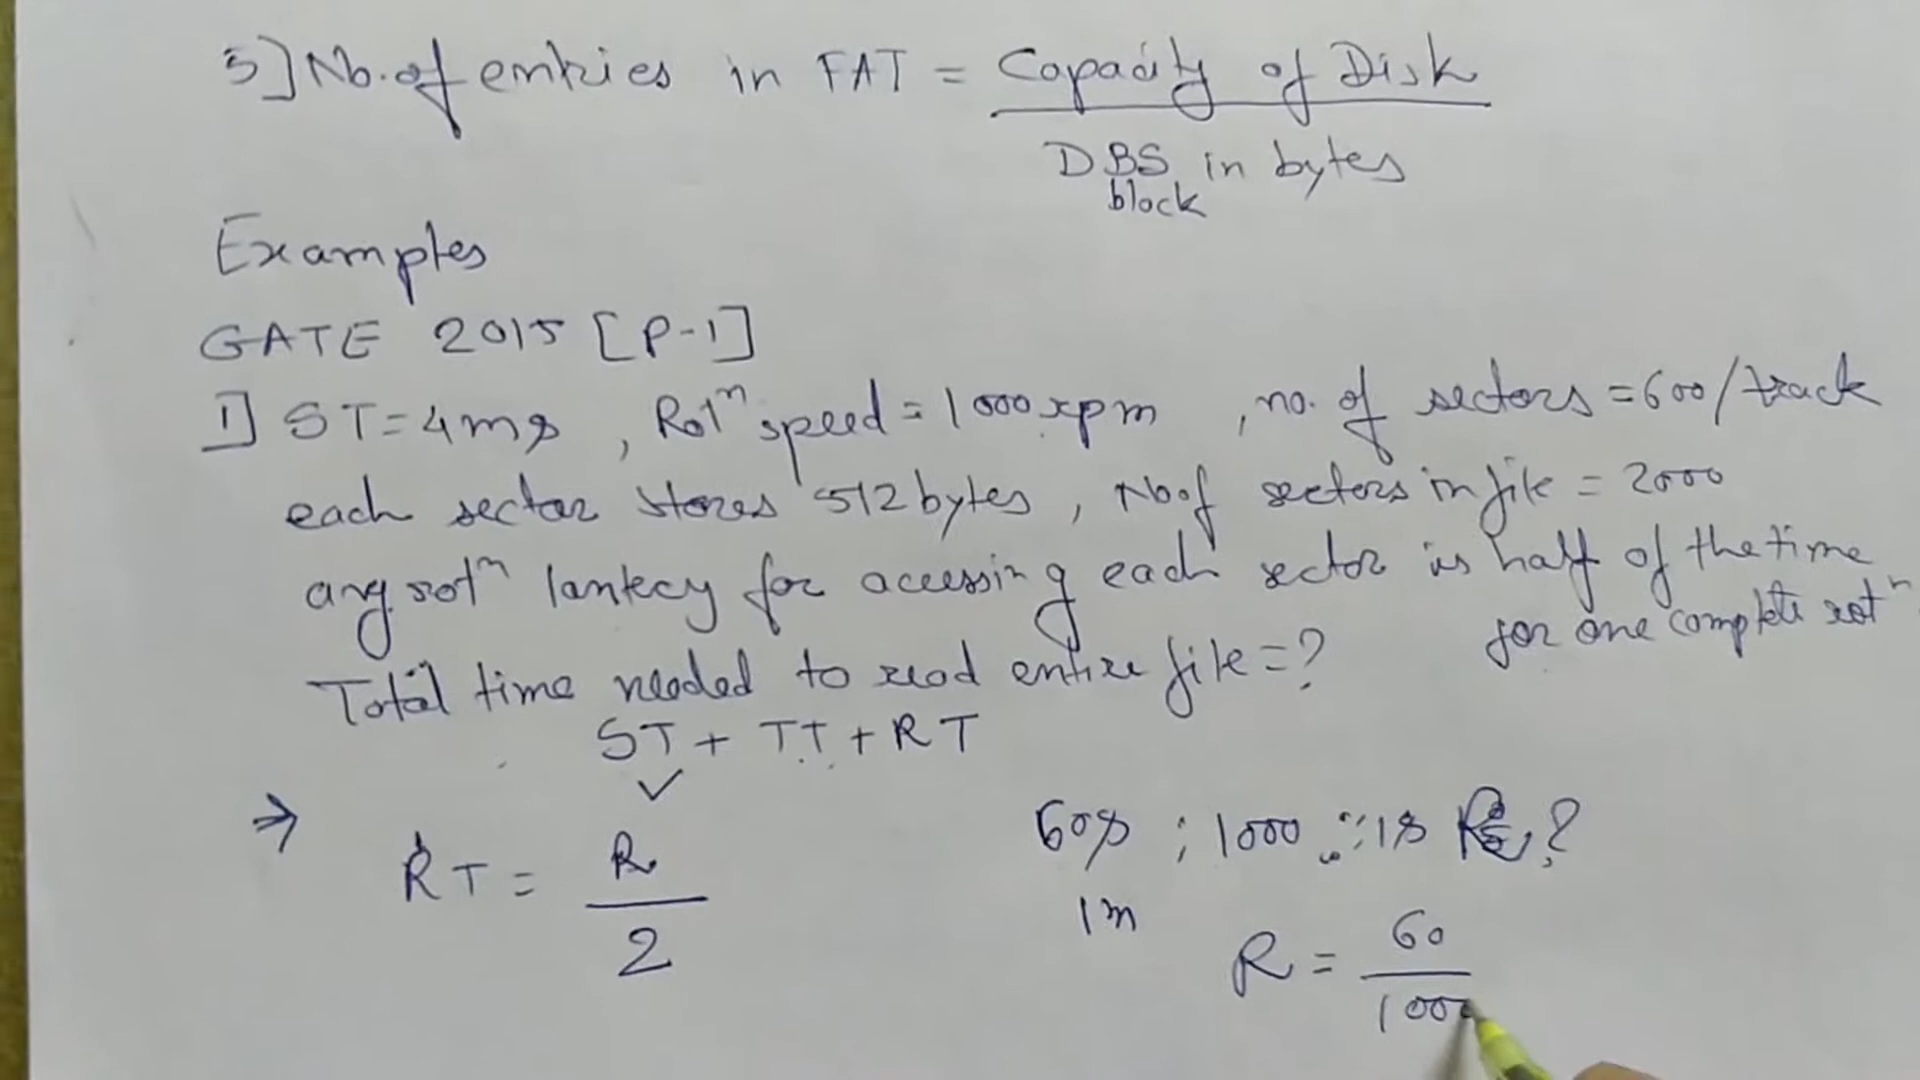 5] No. of entries in FAT = Capacity of Disk
DBS in bytes
block
Examples
GATE 2015 [P-1]
1] ST = 4ms , Rotⁿ speed = 1000 rpm , no. of sectors = 600/track
each sector stores 512 bytes , No of sectors in file = 2000
avg. rotⁿ lantecy for accessing each sector is half of the time
for one complete rotⁿ
Total time needed to read entire file = ?
ST + TT + RT
✓
⇒ RT = R
2
60s ; 1000 :: 1s ?
1m
R = 60
1000